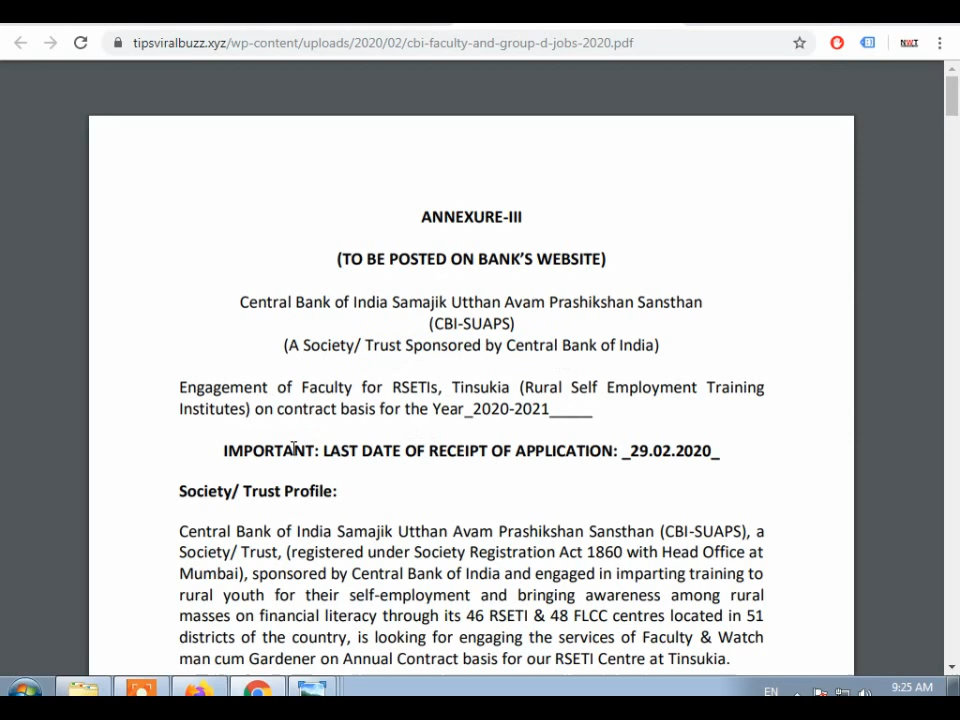 tipsviralbuzz.xyz/wp-content/uploads/2020/02/cbi-faculty-and-group-d-jobs-2020.pdf
NWT
ANNEXURE-III
(TO BE POSTED ON BANK’S WEBSITE)
Central Bank of India Samajik Utthan Avam Prashikshan Sansthan
(CBI-SUAPS)
(A Society/ Trust Sponsored by Central Bank of India)
Engagement of Faculty for RSETIs, Tinsukia (Rural Self Employment Training
Institutes) on contract basis for the Year_2020-2021_____
IMPORTANT: LAST DATE OF RECEIPT OF APPLICATION: _29.02.2020_
Society/ Trust Profile:
Central Bank of India Samajik Utthan Avam Prashikshan Sansthan (CBI-SUAPS), a
Society/ Trust, (registered under Society Registration Act 1860 with Head Office at
Mumbai), sponsored by Central Bank of India and engaged in imparting training to
rural youth for their self-employment and bringing awareness among rural
masses on financial literacy through its 46 RSETI & 48 FLCC centres located in 51
districts of the country, is looking for engaging the services of Faculty & Watch
man cum Gardener on Annual Contract basis for our RSETI Centre at Tinsukia.
EN
9:25 AM